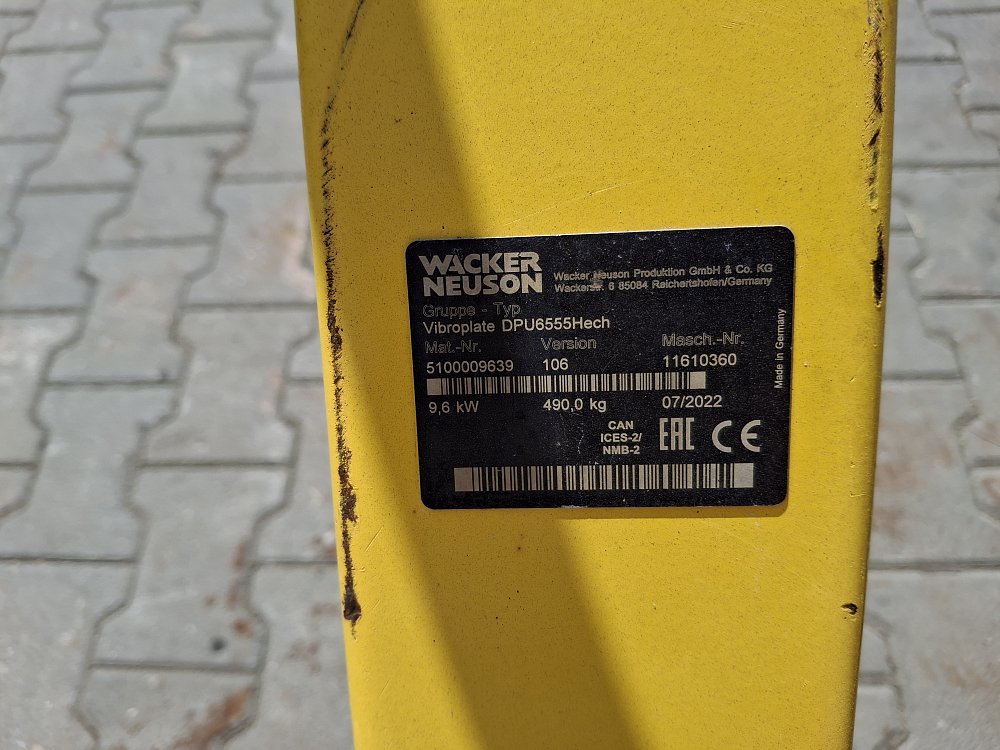 WACKER
NEUSON
Wacker Neuson Produktion GmbH & Co. KG
Wackerstr. 6 85084 Reichertshofen/Germany
Gruppe - Typ
Vibroplate DPU6555Hech
Mat.-Nr. Version Masch.-Nr.
5100009639 106 11610360
9,6 kW 490,0 kg 07/2022
CAN
ICES-2/
NMB-2
EAC CE
Made in Germany